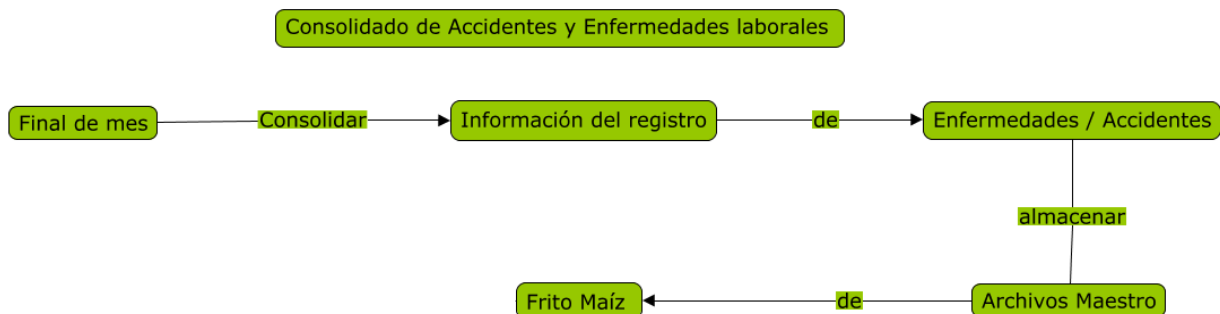 Consolidado de Accidentes y Enfermedades laborales
Final de mes
Consolidar
Información del registro
de
Enfermedades / Accidentes
almacenar
Archivos Maestro
de
Frito Maíz